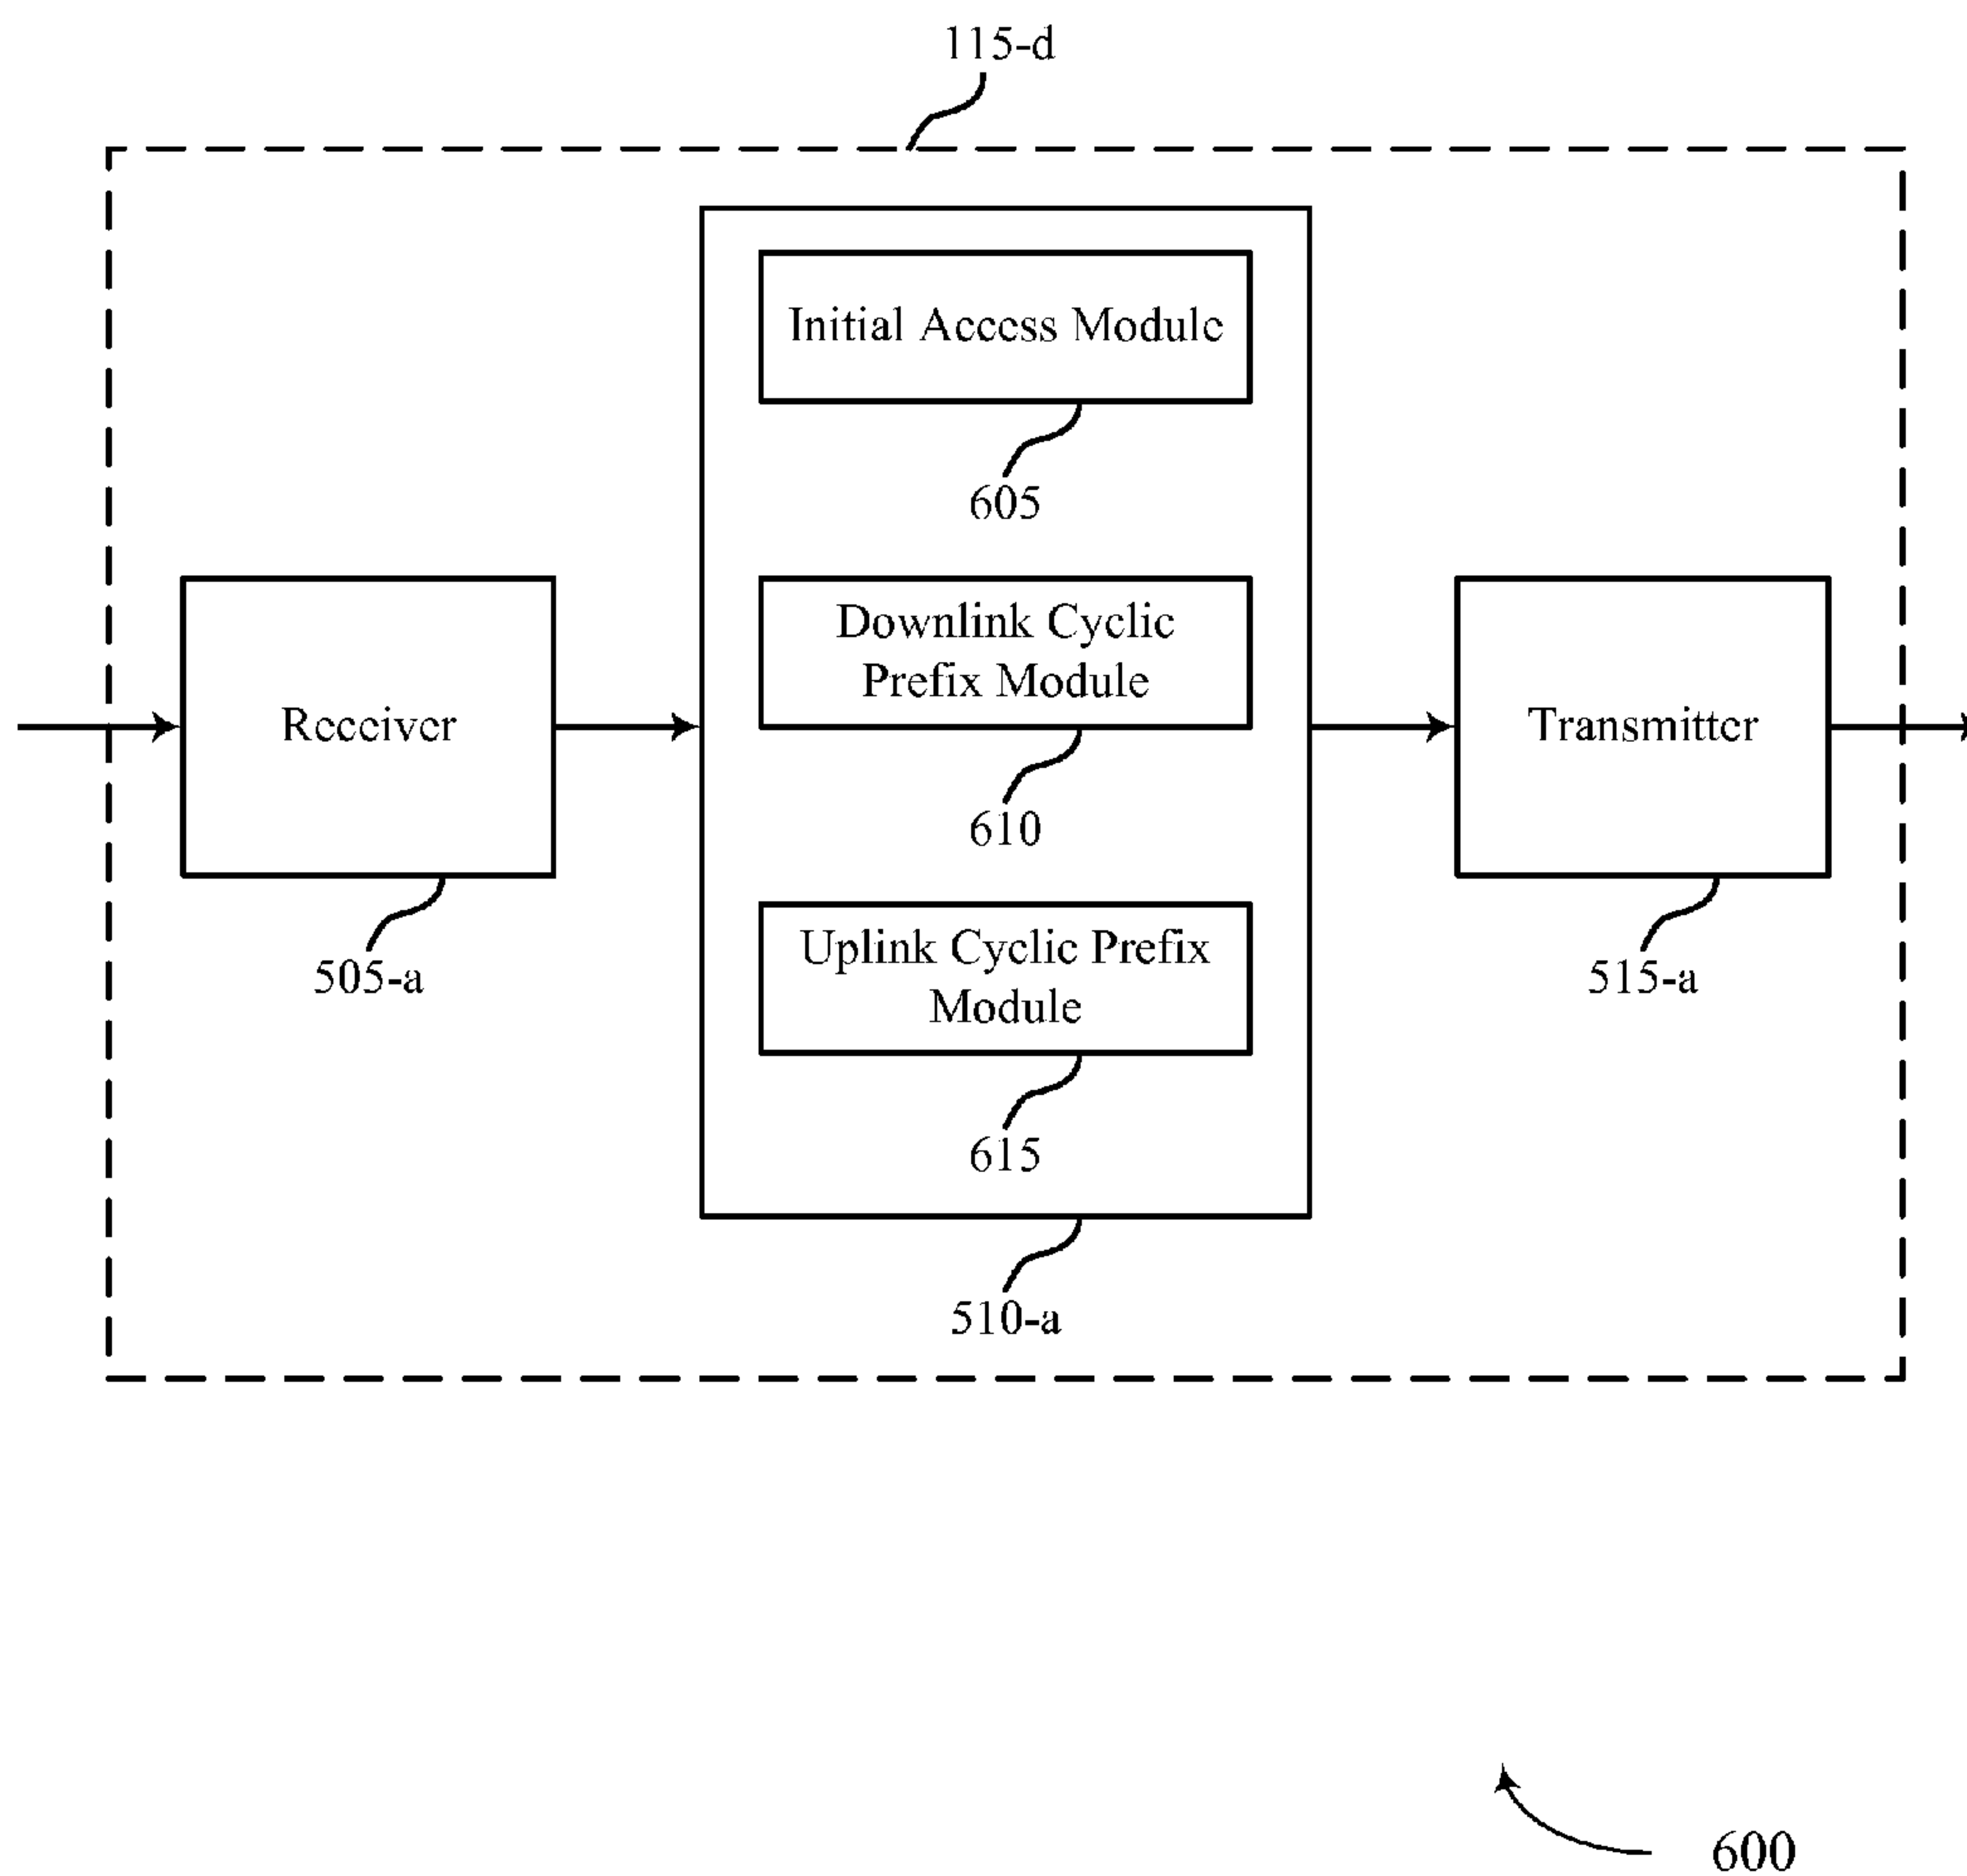 115-d
Initial Access Module
605
Downlink Cyclic
Prefix Module
610
Receiver
Transmitter
Uplink Cyclic Prefix
Module
615
505-a
515-a
510-a
600